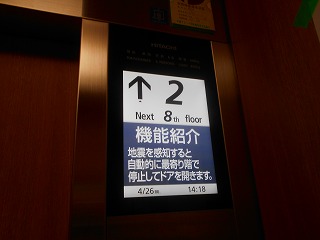 HITACHI
↑ 2
Next 8th floor
機能紹介
地震を感知すると
自動的に最寄り階で
停止してドアを開きます。
4/26 14:18